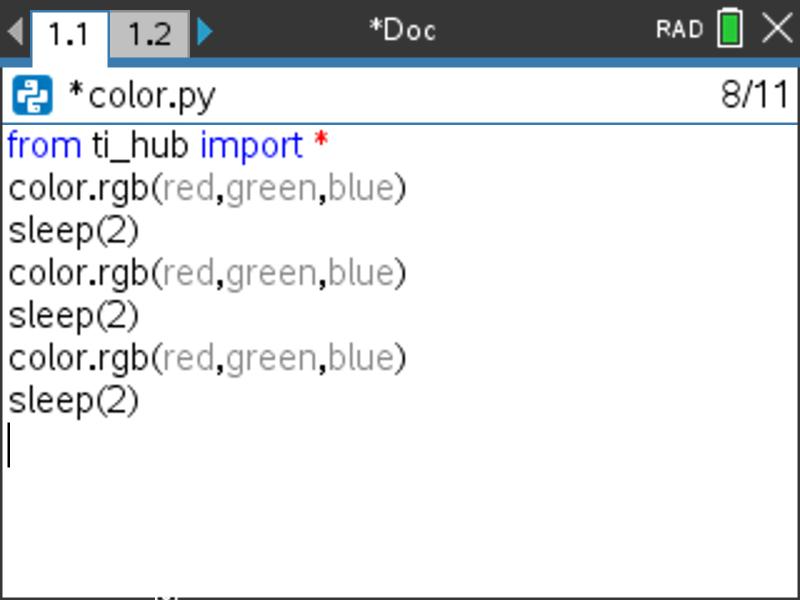 1.1 1.2 *Doc RAD
*color.py 8/11
from ti_hub import *
color.rgb(red,green,blue)
sleep(2)
color.rgb(red,green,blue)
sleep(2)
color.rgb(red,green,blue)
sleep(2)